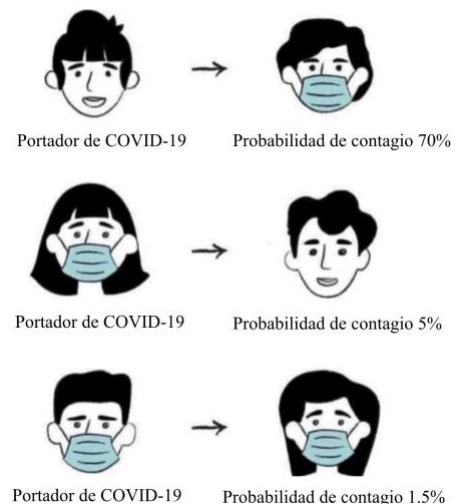 Portador de COVID-19 Probabilidad de contagio 70%
Portador de COVID-19 Probabilidad de contagio 5%
Portador de COVID-19 Probabilidad de contagio 1.5%